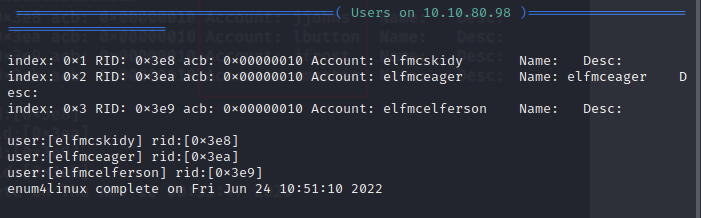 =================================( Users on 10.10.80.98 )====================
====================
index: 0×1 RID: 0×3e8 acb: 0×00000010 Account: elfmcskidy       Name:   Desc:
index: 0×2 RID: 0×3ea acb: 0×00000010 Account: elfmceager       Name: elfmceager    D
esc:
index: 0×3 RID: 0×3e9 acb: 0×00000010 Account: elfmcelferson    Name:   Desc:
user:[elfmcskidy] rid:[0×3e8]
user:[elfmceager] rid:[0×3ea]
user:[elfmcelferson] rid:[0×3e9]
enum4linux complete on Fri Jun 24 10:51:10 2022